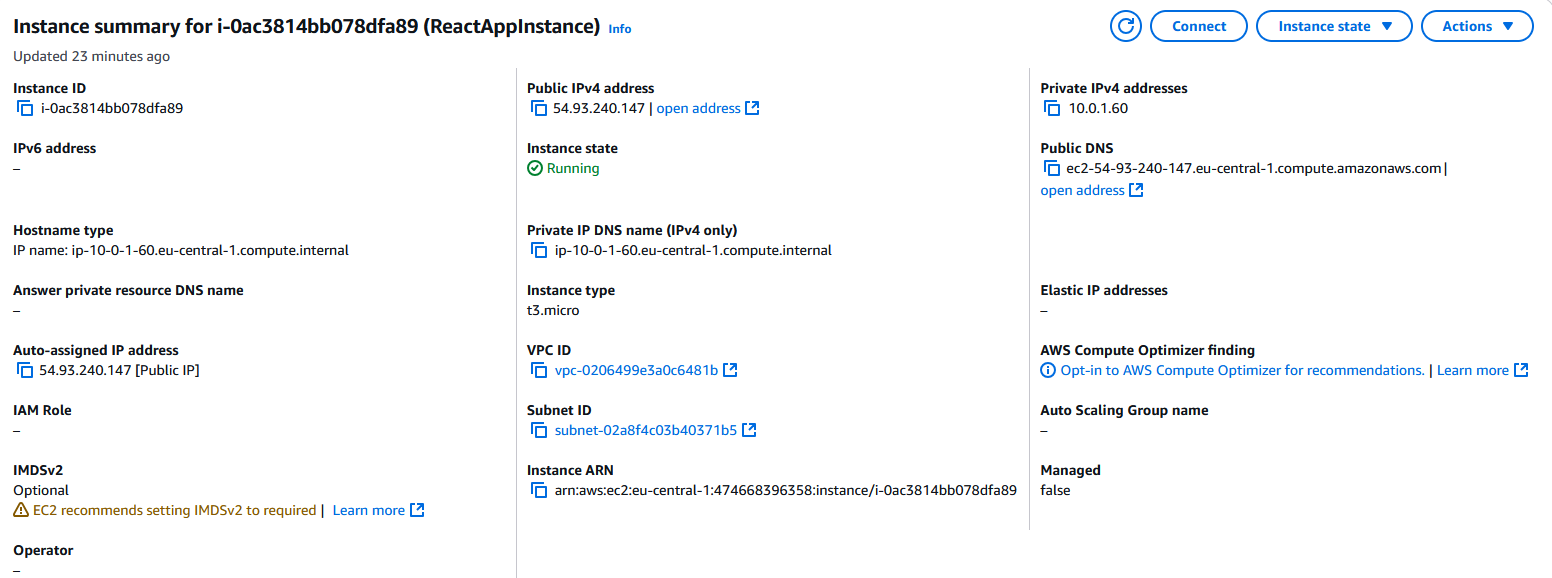 Instance summary for i-0ac3814bb078dfa89 (ReactAppInstance) Info
Connect
Instance state
Actions
Updated 23 minutes ago
Instance ID
i-0ac3814bb078dfa89
Public IPv4 address
54.93.240.147 | open address
Private IPv4 addresses
10.0.1.60
IPv6 address
–
Instance state
Running
Public DNS
ec2-54-93-240-147.eu-central-1.compute.amazonaws.com |
open address
Hostname type
IP name: ip-10-0-1-60.eu-central-1.compute.internal
Private IP DNS name (IPv4 only)
ip-10-0-1-60.eu-central-1.compute.internal
Answer private resource DNS name
–
Instance type
t3.micro
Elastic IP addresses
–
Auto-assigned IP address
54.93.240.147 [Public IP]
VPC ID
vpc-0206499e3a0c6481b
AWS Compute Optimizer finding
Opt-in to AWS Compute Optimizer for recommendations. | Learn more
IAM Role
–
Subnet ID
subnet-02a8f4c03b40371b5
Auto Scaling Group name
–
IMDSv2
Optional
EC2 recommends setting IMDSv2 to required | Learn more
Instance ARN
arn:aws:ec2:eu-central-1:474668396358:instance/i-0ac3814bb078dfa89
Managed
false
Operator
–